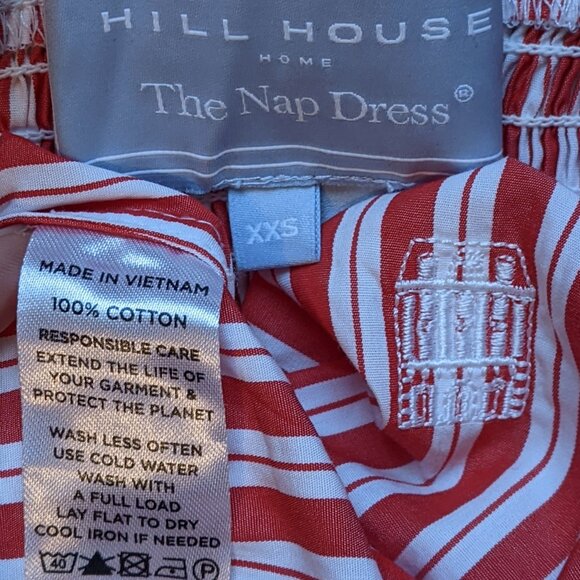 HILL HOUSE
HOME
The Nap Dress®
XXS
MADE IN VIETNAM
100% COTTON
RESPONSIBLE CARE
EXTEND THE LIFE OF
YOUR GARMENT &
PROTECT THE PLANET
WASH LESS OFTEN
USE COLD WATER
WASH WITH
A FULL LOAD
LAY FLAT TO DRY
COOL IRON IF NEEDED
40 P